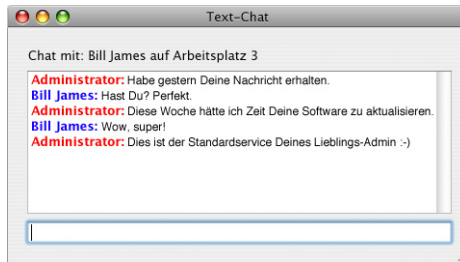 Text-Chat
Chat mit: Bill James auf Arbeitsplatz 3
Administrator: Habe gestern Deine Nachricht erhalten.
Bill James: Hast Du? Perfekt.
Administrator: Diese Woche hätte ich Zeit Deine Software zu aktualisieren.
Bill James: Wow, super!
Administrator: Dies ist der Standardservice Deines Lieblings-Admin :-)